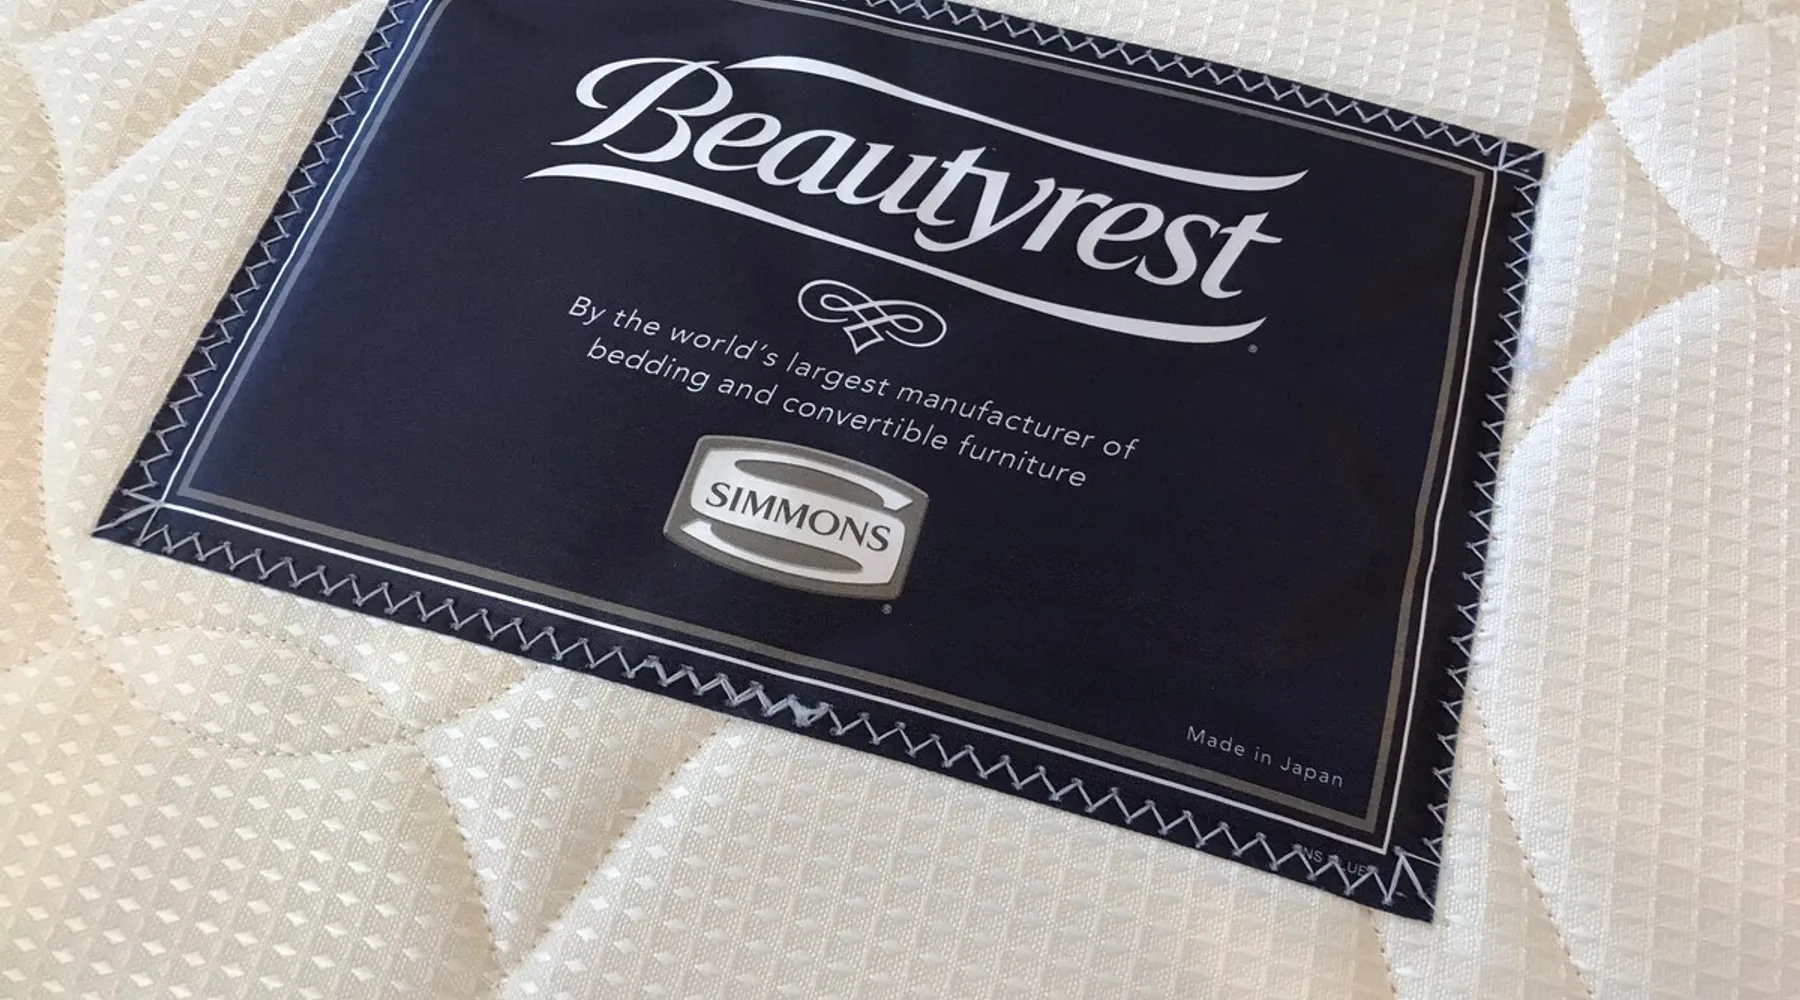 Beautyrest
By the world's largest manufacturer of
bedding and convertible furniture
SIMMONS
Made in Japan